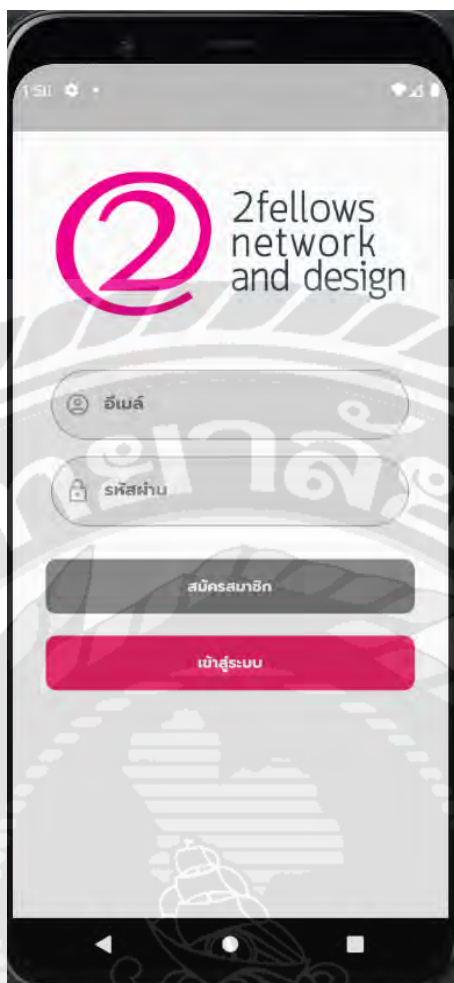 2
2fellows
network
and design
อีเมล์
รหัสผ่าน
สมัครสมาชิก
เข้าสู่ระบบ